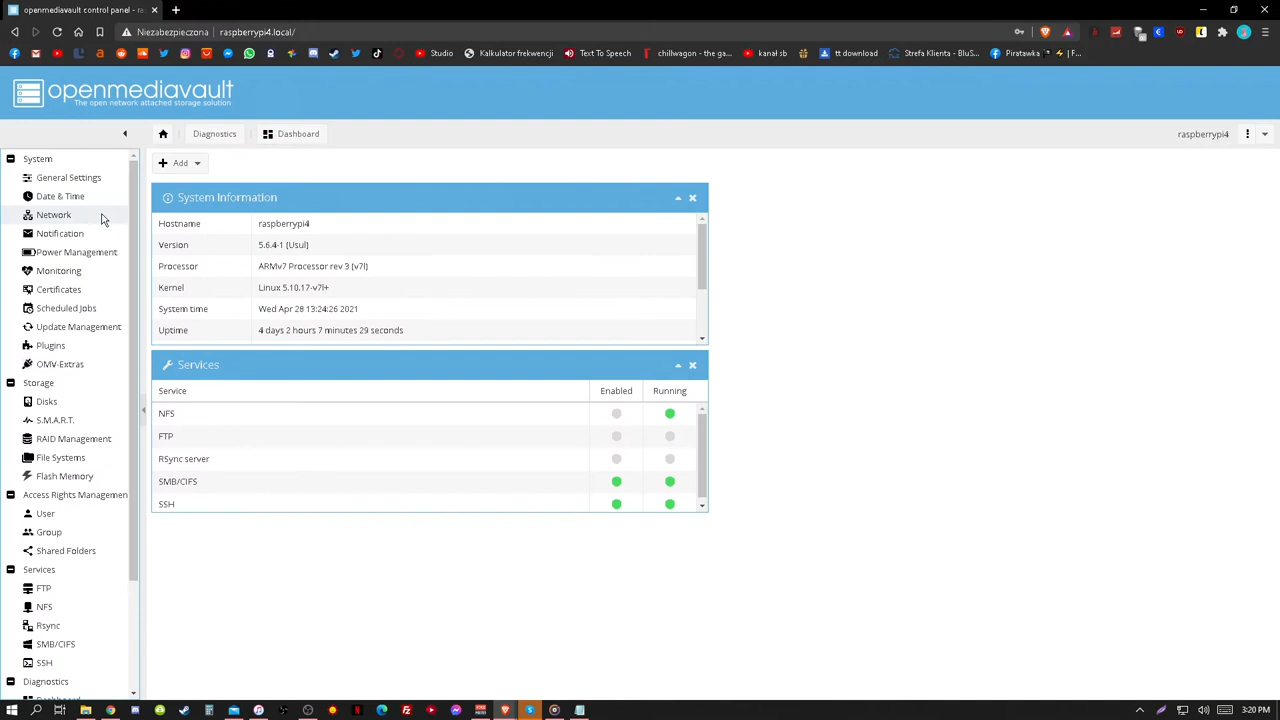 openmediavault control panel - ra
Niezabezpieczona
raspberrypi4.local/
Studio
Kalkulator frekwencji
Text To Speech
chillwagon - the ga...
kanał sb
tt download
Strefa Klienta - BluS...
Piratawka ⚡ | F...
openmediavault
The open network attached storage solution
Diagnostics
Dashboard
raspberrypi4
Add
System
General Settings
Date & Time
Network
Notification
Power Management
Monitoring
Certificates
Scheduled Jobs
Update Management
Plugins
OMV-Extras
Storage
Disks
S.M.A.R.T.
RAID Management
File Systems
Flash Memory
Access Rights Managemen
User
Group
Shared Folders
Services
FTP
NFS
Rsync
SMB/CIFS
SSH
Diagnostics
System Information
Hostname raspberrypi4
Version 5.6.4-1 (Usul)
Processor ARMv7 Processor rev 3 (v7l)
Kernel Linux 5.10.17-v7l+
System time Wed Apr 28 13:24:26 2021
Uptime 4 days 2 hours 7 minutes 29 seconds
Services
Service Enabled Running
NFS
FTP
RSync server
SMB/CIFS
SSH
3:20 PM